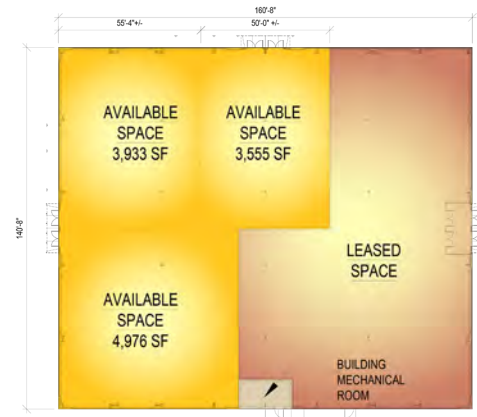 160'-8"
55'-4"+/-
50'-0" +/-
140'-8"
AVAILABLE
SPACE
3,933 SF
AVAILABLE
SPACE
3,555 SF
LEASED
SPACE
AVAILABLE
SPACE
4,976 SF
BUILDING
MECHANICAL
ROOM